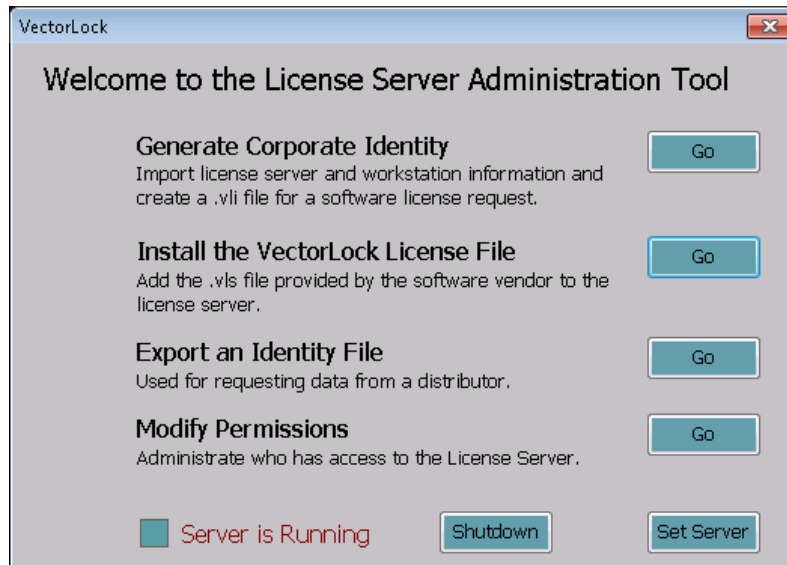 VectorLock
Welcome to the License Server Administration Tool
Generate Corporate Identity
Go
Import license server and workstation information and
create a .vli file for a software license request.
Install the VectorLock License File
Go
Add the .vls file provided by the software vendor to the
license server.
Export an Identity File
Go
Used for requesting data from a distributor.
Modify Permissions
Go
Administrate who has access to the License Server.
Server is Running
Shutdown
Set Server